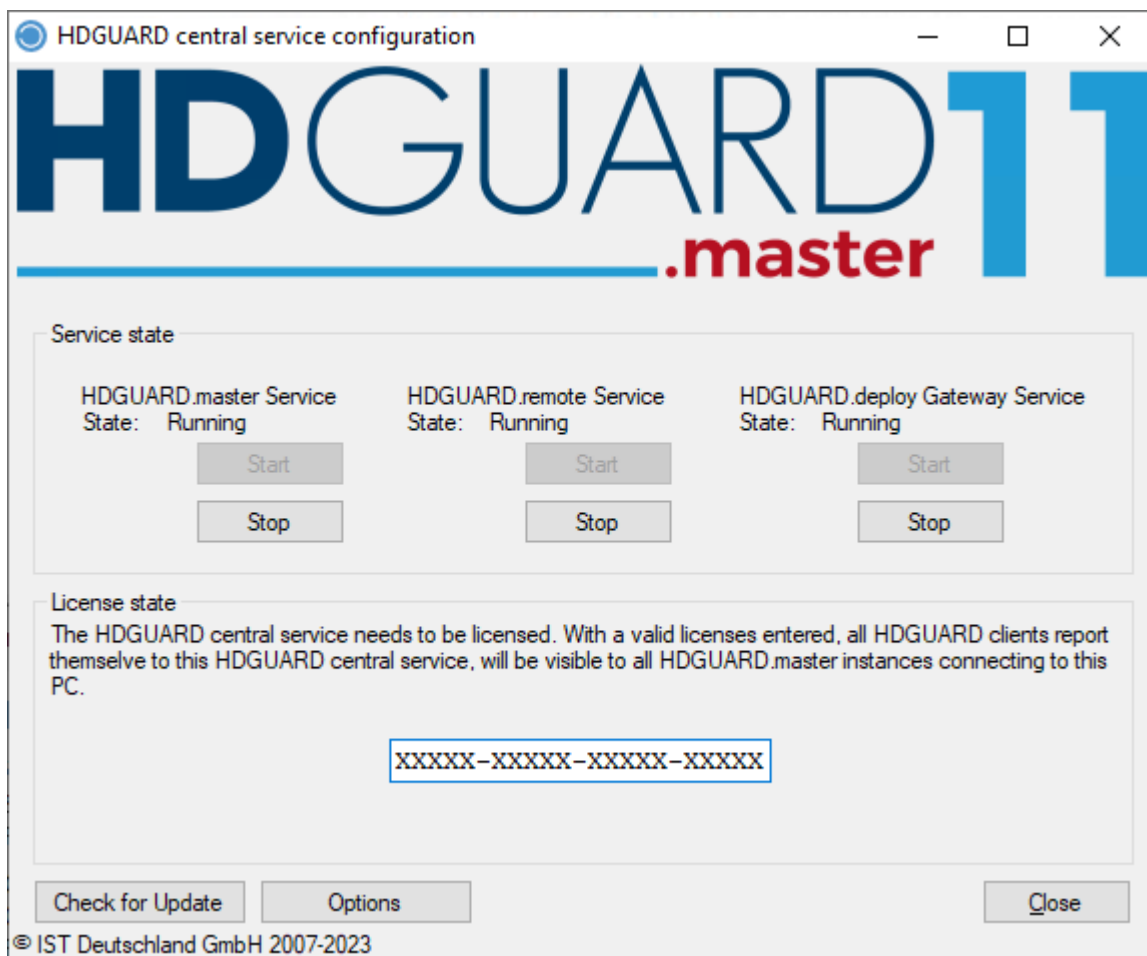 HDGUARD central service configuration
HDGUARD 11
.master
Service state
HDGUARD.master Service
State: Running
Start
Stop
HDGUARD.remote Service
State: Running
Start
Stop
HDGUARD.deploy Gateway Service
State: Running
Start
Stop
License state
The HDGUARD central service needs to be licensed. With a valid licenses entered, all HDGUARD clients report
themselve to this HDGUARD central service, will be visible to all HDGUARD.master instances connecting to this
PC.
XXXXX-XXXXX-XXXXX-XXXXX
Check for Update
Options
Close
© IST Deutschland GmbH 2007-2023